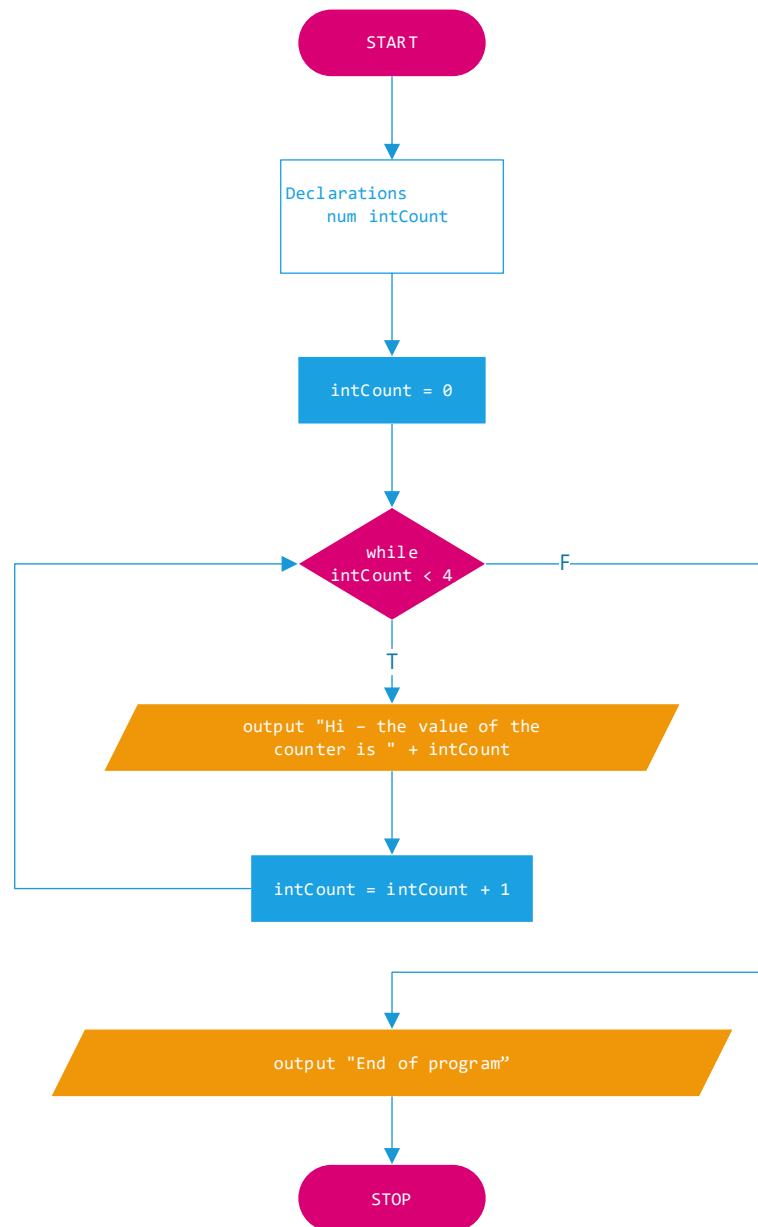 START
Declarations
num intCount
intCount = 0
while
intCount < 4
F
T
output "Hi – the value of the
counter is " + intCount
intCount = intCount + 1
output "End of program”
STOP